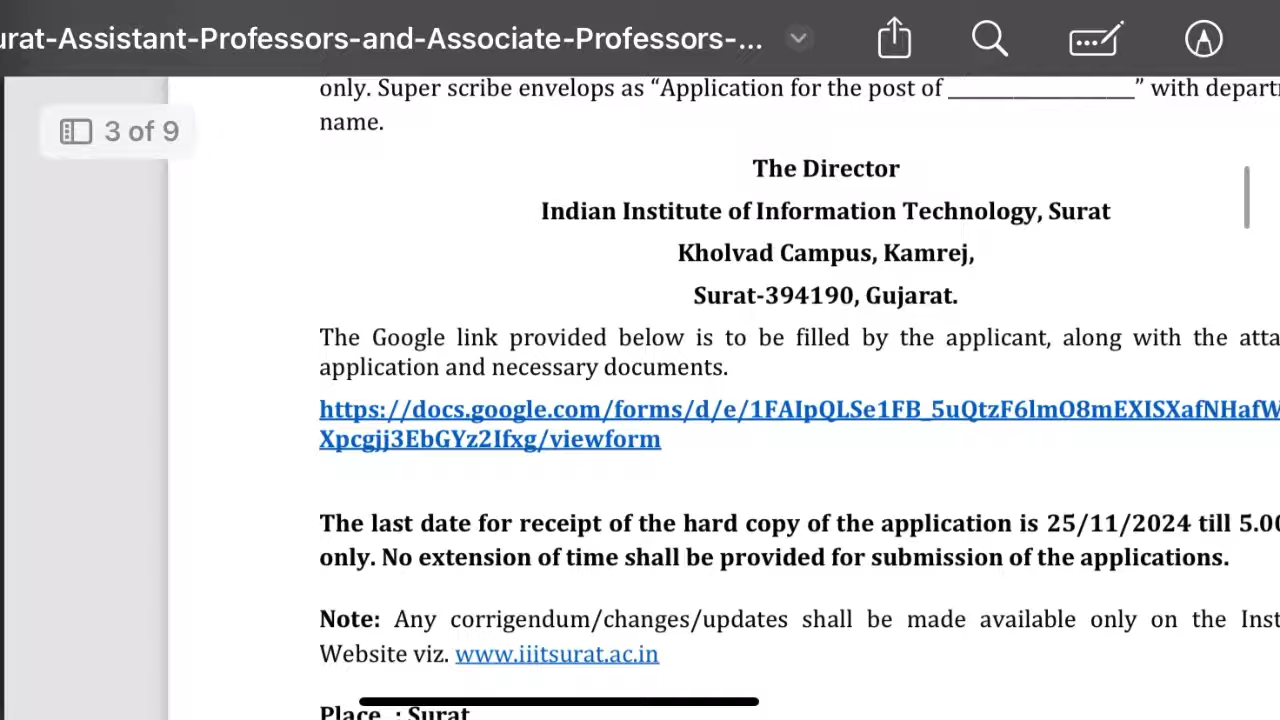 urat-Assistant-Professors-and-Associate-Professors-...
only. Super scribe envelops as “Application for the post of _________________” with depart
3 of 9
name.
The Director
Indian Institute of Information Technology, Surat
Kholvad Campus, Kamrej,
Surat-394190, Gujarat.
The Google link provided below is to be filled by the applicant, along with the atta
application and necessary documents.
https://docs.google.com/forms/d/e/1FAIpQLSe1FB_5uQtzF6lmO8mEXISXafNHafW
Xpcgjj3EbGYz2Ifxg/viewform
The last date for receipt of the hard copy of the application is 25/11/2024 till 5.00
only. No extension of time shall be provided for submission of the applications.
Note: Any corrigendum/changes/updates shall be made available only on the Inst
Website viz. www.iiitsurat.ac.in
Place : Surat